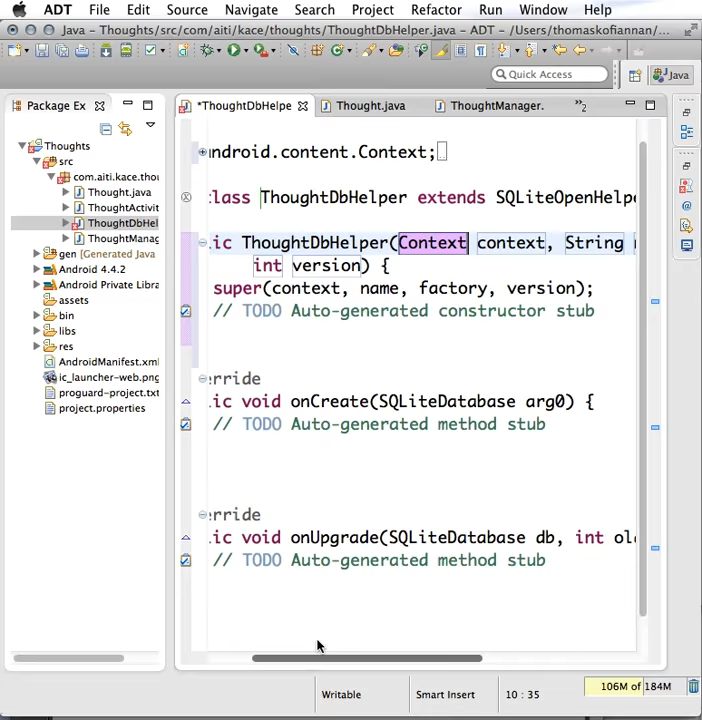 ADT File Edit Source Navigate Search Project Refactor Run Window Help
Java – Thoughts/src/com/aiti/kace/thoughts/ThoughtDbHelper.java – ADT – /Users/thomaskofiannan/...
Quick Access
Java
Package Ex
*ThoughtDbHelpe
Thought.java
ThoughtManager.
»2
Thoughts
src
com.aiti.kace.thou
Thought.java
ThoughtActivit
ThoughtDbHel
ThoughtManag
gen [Generated Java
Android 4.4.2
Android Private Libra
assets
bin
libs
res
AndroidManifest.xml
ic_launcher-web.png
proguard-project.txt
project.properties
android.content.Context;
class ThoughtDbHelper extends SQLiteOpenHelpe
ic ThoughtDbHelper(Context context, String n
int version) {
super(context, name, factory, version);
// TODO Auto-generated constructor stub
erride
ic void onCreate(SQLiteDatabase arg0) {
// TODO Auto-generated method stub
erride
ic void onUpgrade(SQLiteDatabase db, int old
// TODO Auto-generated method stub
Writable
Smart Insert
10 : 35
106M of 184M